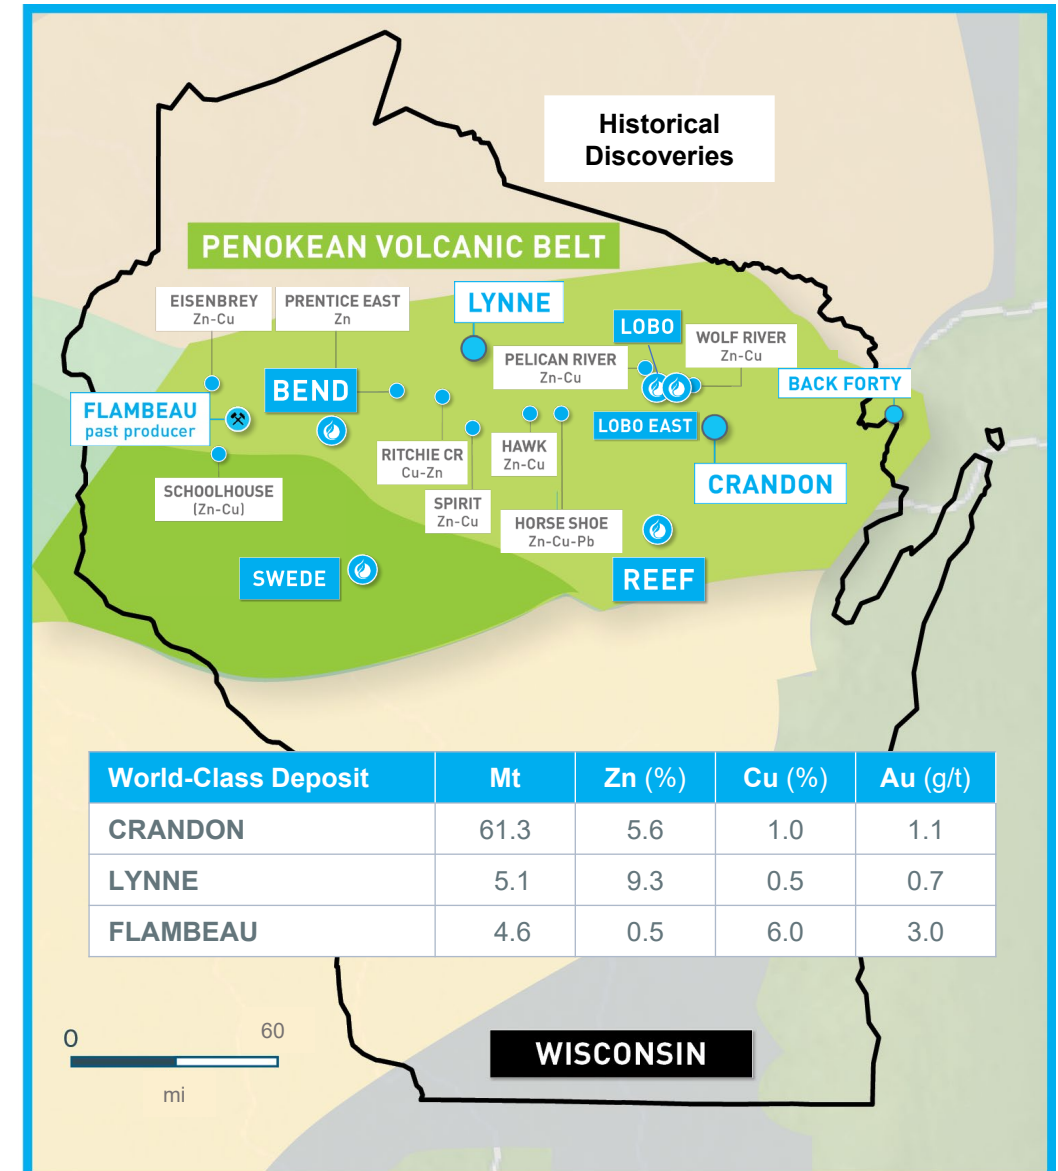 Historical
Discoveries
PENOKEAN VOLCANIC BELT
EISENBREY
Zn-Cu
PRENTICE EAST
Zn
LYNNE
LOBO
WOLF RIVER
Zn-Cu
PELICAN RIVER
Zn-Cu
BACK FORTY
BEND
FLAMBEAU
past producer
LOBO EAST
RITCHIE CR
Cu-Zn
HAWK
Zn-Cu
CRANDON
SCHOOLHOUSE
(Zn-Cu)
SPIRIT
Zn-Cu
HORSE SHOE
Zn-Cu-Pb
SWEDE
REEF
World-Class Deposit Mt Zn (%) Cu (%) Au (g/t)
CRANDON 61.3 5.6 1.0 1.1
LYNNE 5.1 9.3 0.5 0.7
FLAMBEAU 4.6 0.5 6.0 3.0
0 60
mi
WISCONSIN